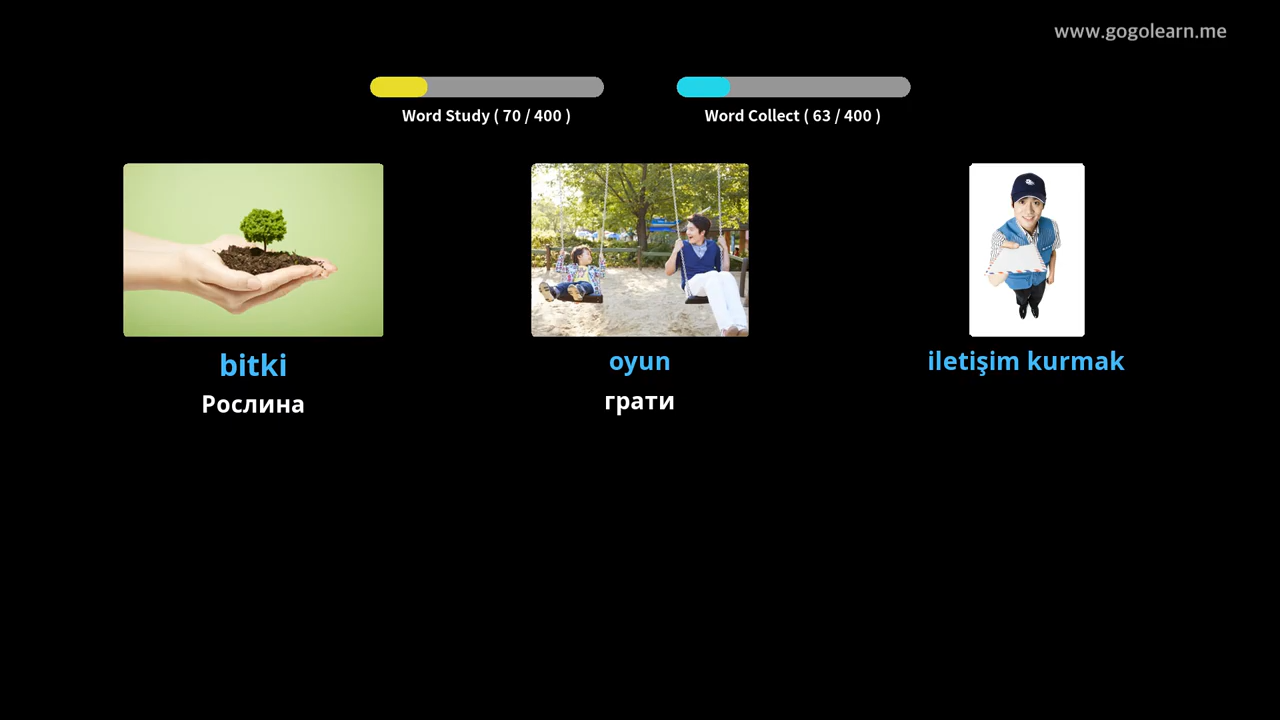 www.gogolearn.me
Word Study ( 70 / 400 )
Word Collect ( 63 / 400 )
bitki
oyun
iletişim kurmak
Рослина
грати